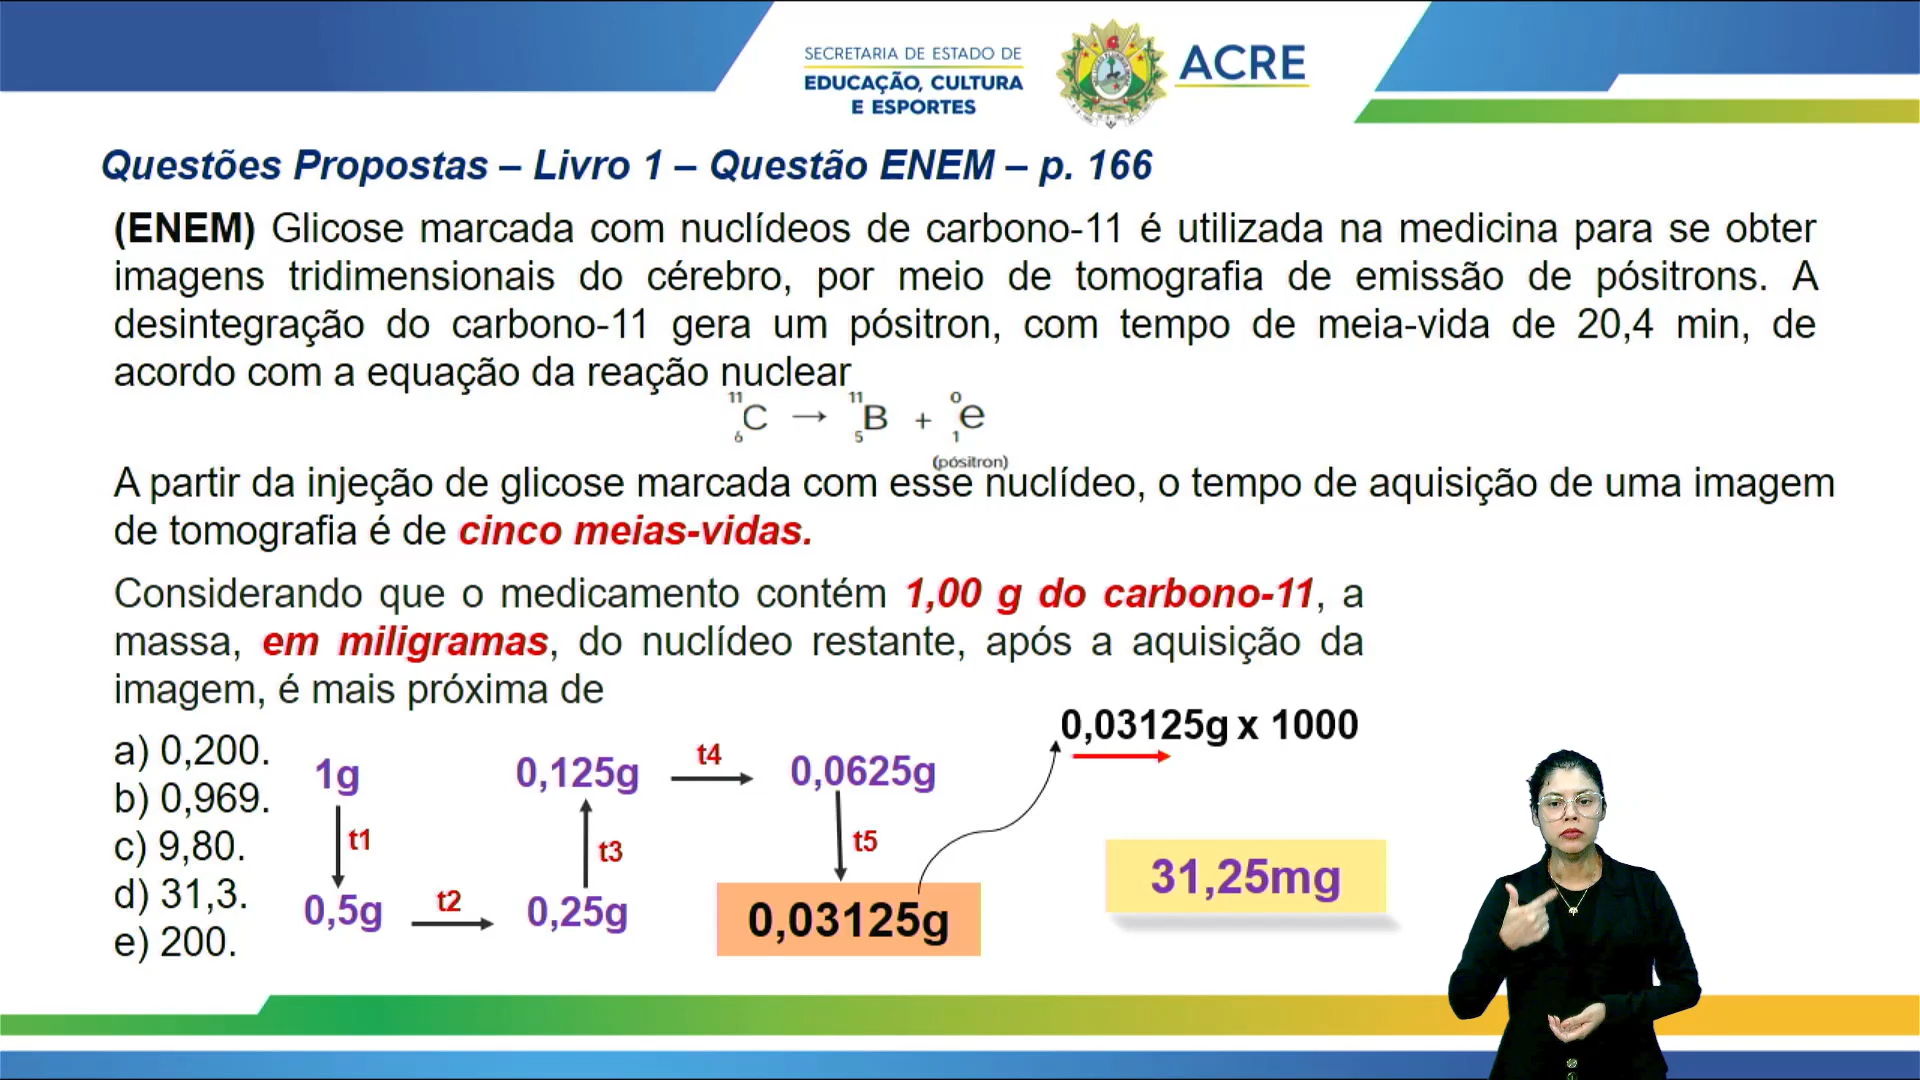 SECRETARIA DE ESTADO DE
EDUCAÇÃO, CULTURA
E ESPORTES
ACRE
Questões Propostas – Livro 1 – Questão ENEM – p. 166
(ENEM) Glicose marcada com nuclídeos de carbono-11 é utilizada na medicina para se obter
imagens tridimensionais do cérebro, por meio de tomografia de emissão de pósitrons. A
desintegração do carbono-11 gera um pósitron, com tempo de meia-vida de 20,4 min, de
acordo com a equação da reação nuclear
¹¹₆C → ¹¹₅B + ⁰₁e
(pósitron)
A partir da injeção de glicose marcada com esse nuclídeo, o tempo de aquisição de uma imagem
de tomografia é de cinco meias-vidas.
Considerando que o medicamento contém 1,00 g do carbono-11, a
massa, em miligramas, do nuclídeo restante, após a aquisição da
imagem, é mais próxima de
a) 0,200.
b) 0,969.
c) 9,80.
d) 31,3.
e) 200.
1g
t1
0,5g
t2
0,25g
t3
0,125g
t4
0,0625g
t5
0,03125g
0,03125g x 1000
31,25mg